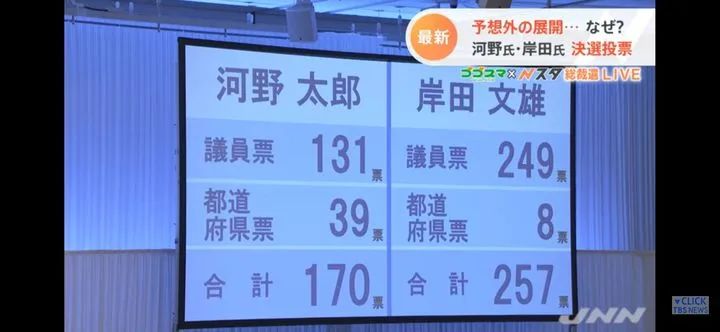 最新
予想外の展開… なぜ?
河野氏・岸田氏 決選投票
ゴゴスマ×Nスタ 総裁選LIVE
河野 太郎
岸田 文雄
議員票 131票
議員票 249票
都道府県票 39票
都道府県票 8票
合計 170票
合計 257票
JNN
▼CLICK
TBS NEWS